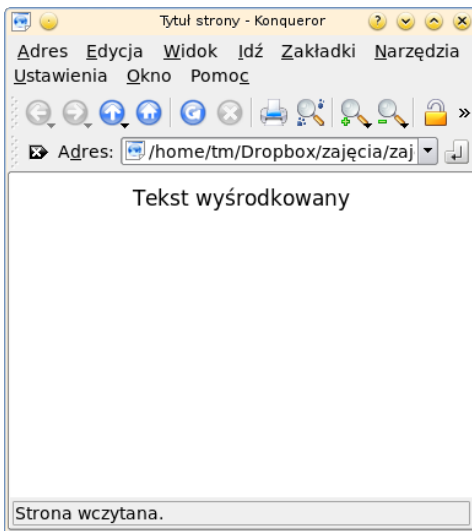 Tytuł strony - Konqueror
Adres Edycja Widok Idź Zakładki Narzędzia
Ustawienia Okno Pomoc
Adres: /home/tm/Dropbox/zajęcia/zaj
Tekst wyśrodkowany
Strona wczytana.